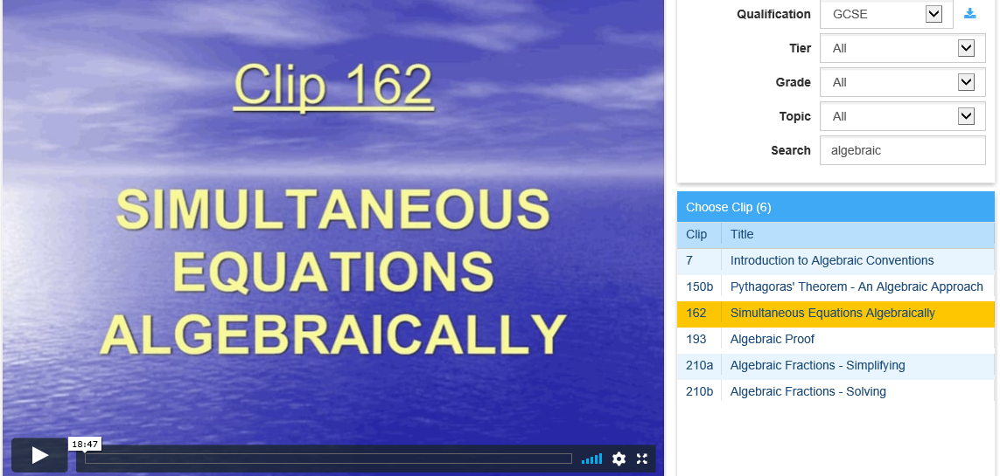 Clip 162
SIMULTANEOUS
EQUATIONS
ALGEBRAICALLY
18:47
Qualification GCSE
Tier All
Grade All
Topic All
Search algebraic
Choose Clip (6)
Clip Title
7 Introduction to Algebraic Conventions
150b Pythagoras' Theorem - An Algebraic Approach
162 Simultaneous Equations Algebraically
193 Algebraic Proof
210a Algebraic Fractions - Simplifying
210b Algebraic Fractions - Solving